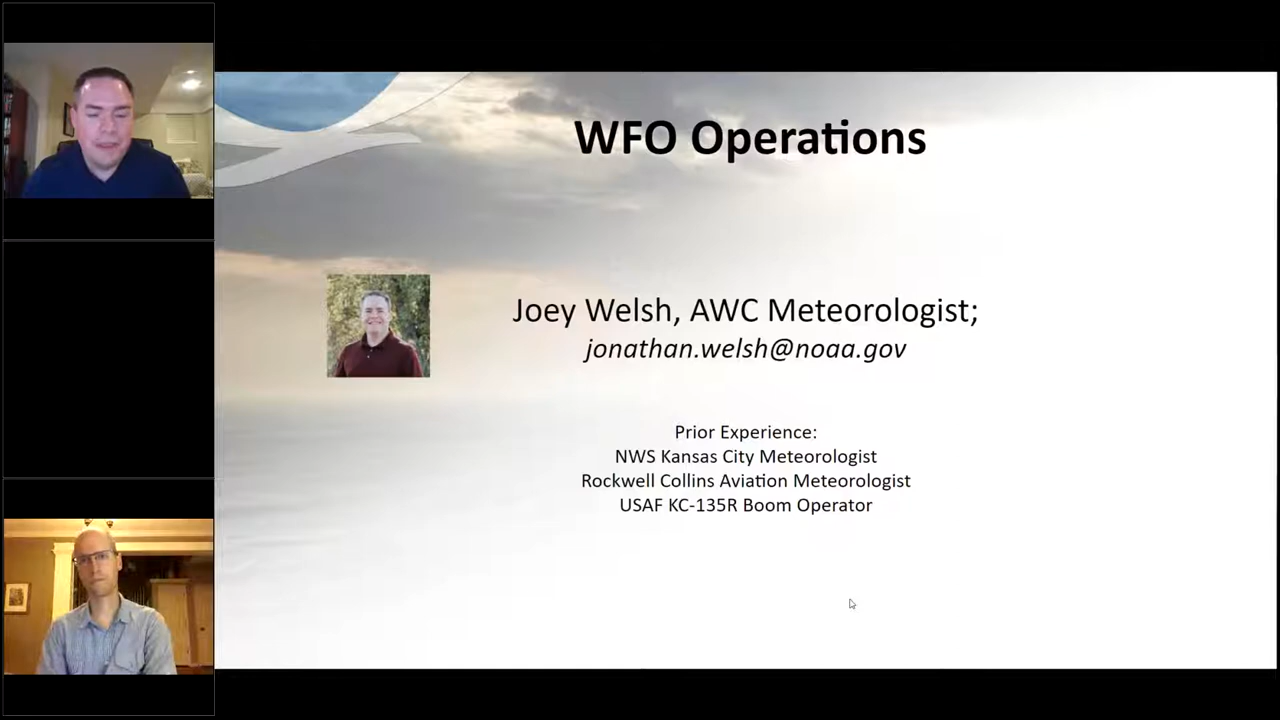 WFO Operations
Joey Welsh, AWC Meteorologist;
jonathan.welsh@noaa.gov
Prior Experience:
NWS Kansas City Meteorologist
Rockwell Collins Aviation Meteorologist
USAF KC-135R Boom Operator